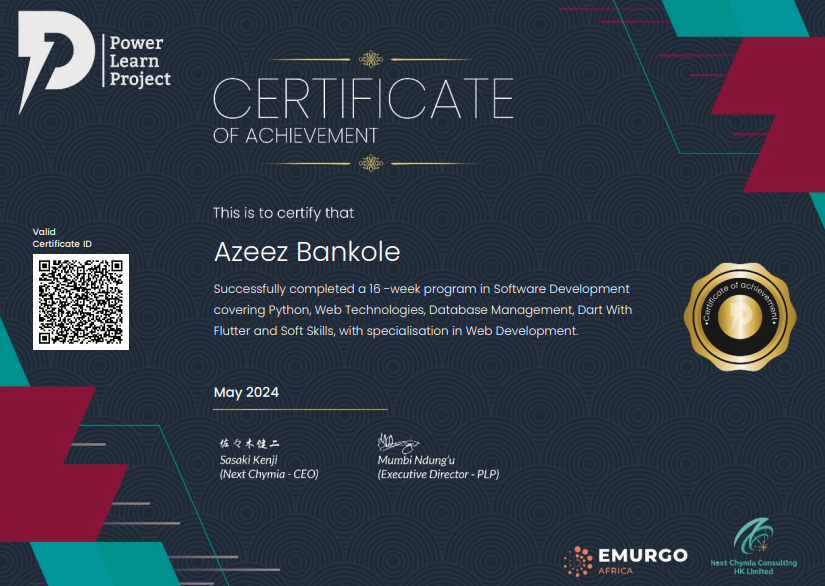 Power
Learn
Project
CERTIFICATE
OF ACHIEVEMENT
This is to certify that
Valid
Certificate ID
Azeez Bankole
Successfully completed a 16 -week program in Software Development
covering Python, Web Technologies, Database Management, Dart With
Flutter and Soft Skills, with specialisation in Web Development.
Certificate of achievement
May 2024
佐々木健二
Sasaki Kenji
(Next Chymia - CEO)
Mumbi Ndung'u
(Executive Director - PLP)
EMURGO
AFRICA
Next Chymia Consulting
HK Limited